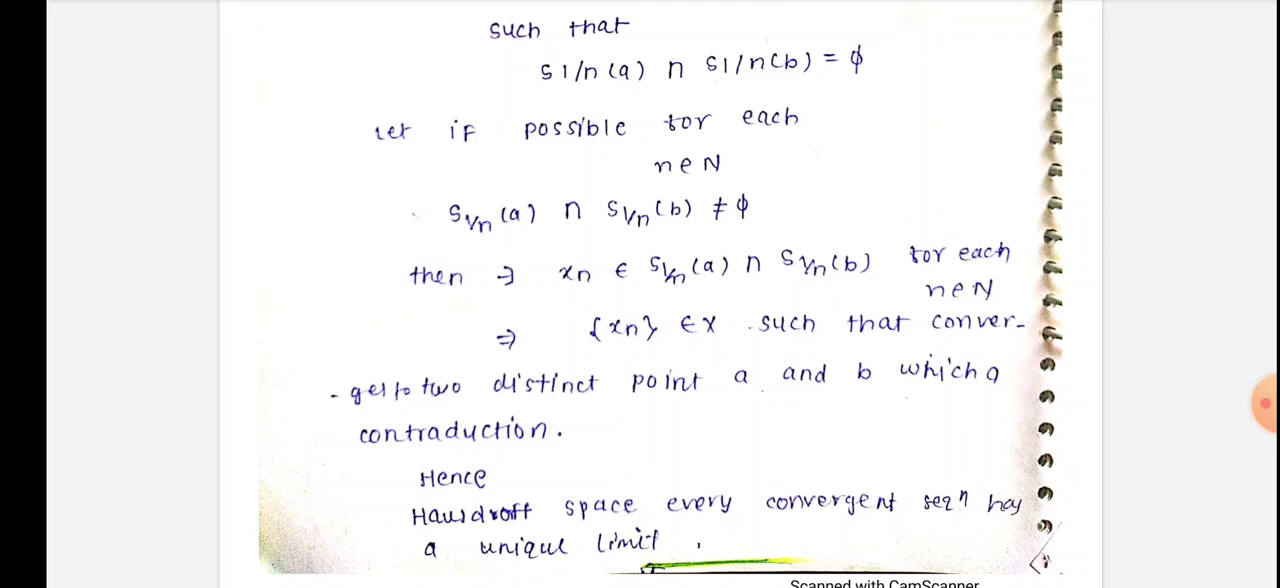 such that
S1/n (a) ∩ S1/n(b) = ϕ
Let if possible for each
n∈N
S1/n (a) ∩ S1/n (b) ≠ ϕ
then ∃ xn ∈ S1/n (a) ∩ S1/n (b) for each
n∈N
⇒ {xn} ∈ X such that conver-
-ges to two distinct point a and b which a
contraduction.
Hence
Hausdroff space every convergent seqn has
a unique limit.
Scanned with CamScanner